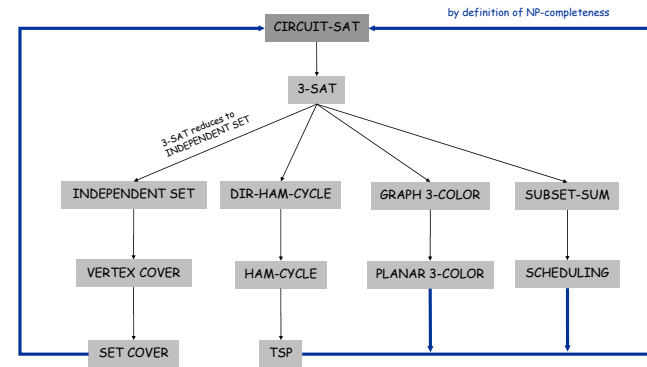 by definition of NP-completeness
CIRCUIT-SAT
3-SAT
3-SAT reduces to
INDEPENDENT SET
INDEPENDENT SET
DIR-HAM-CYCLE
GRAPH 3-COLOR
SUBSET-SUM
VERTEX COVER
HAM-CYCLE
PLANAR 3-COLOR
SCHEDULING
SET COVER
TSP